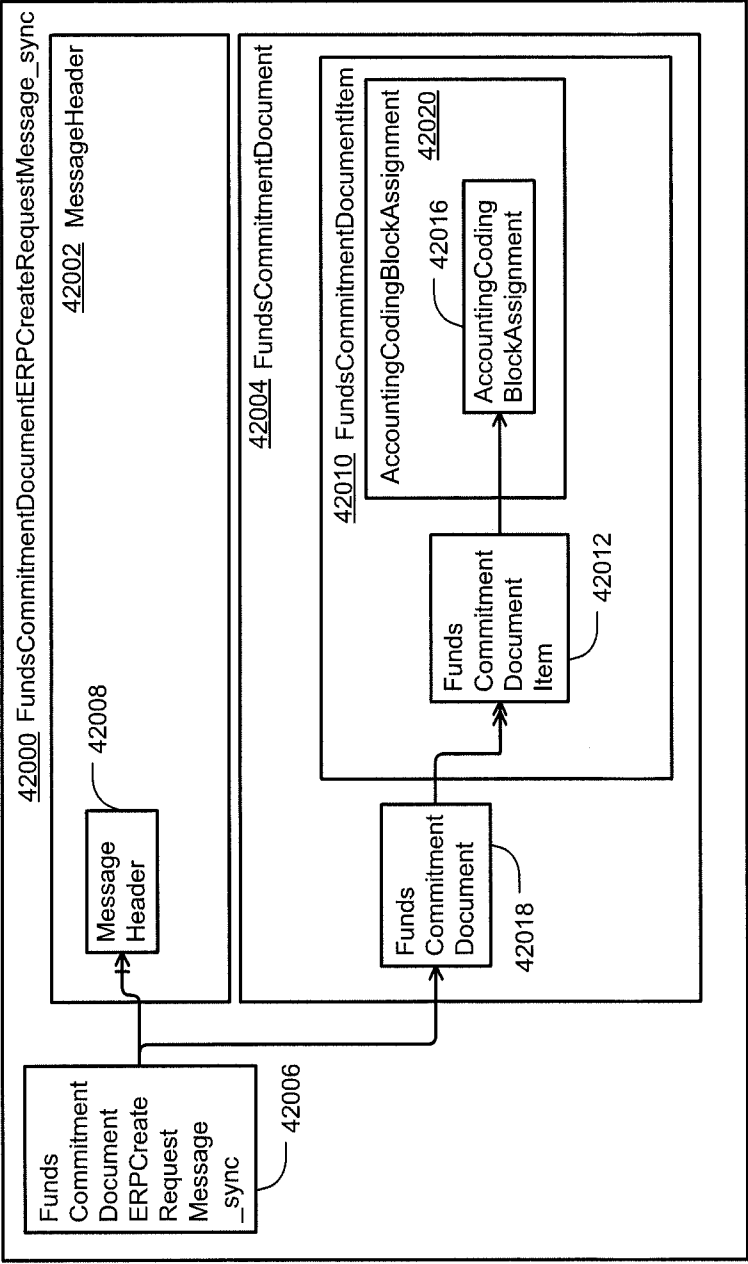 42000 FundsCommitmentDocumentERPCreateRequestMessage_sync
42002 MessageHeader
42008
Message
Header
Funds
Commitment
Document
ERPCreate
Request
Message
_sync
42006
42004 FundsCommitmentDocument
Funds
Commitment
Document
42018
42010 FundsCommitmentDocumentItem
Funds
Commitment
Document
Item
42012
AccountingCodingBlockAssignment
42020
42016
AccountingCoding
BlockAssignment